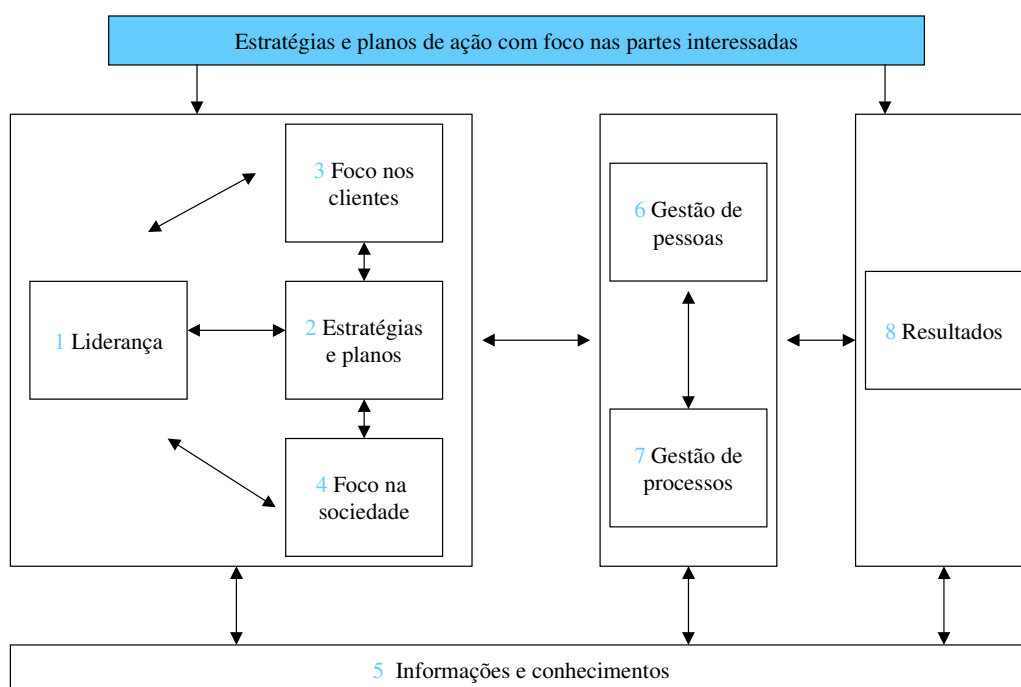 Estratégias e planos de ação com foco nas partes interessadas
3 Foco nos
clientes
1 Liderança
2 Estratégias
e planos
4 Foco na
sociedade
6 Gestão de
pessoas
7 Gestão de
processos
8 Resultados
5 Informações e conhecimentos